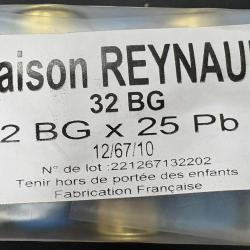 aison REYNAU
32 BG
2 BG x 25 Pb
12/67/10
N° de lot :221267132202
Tenir hors de portée des enfants
Fabrication Française